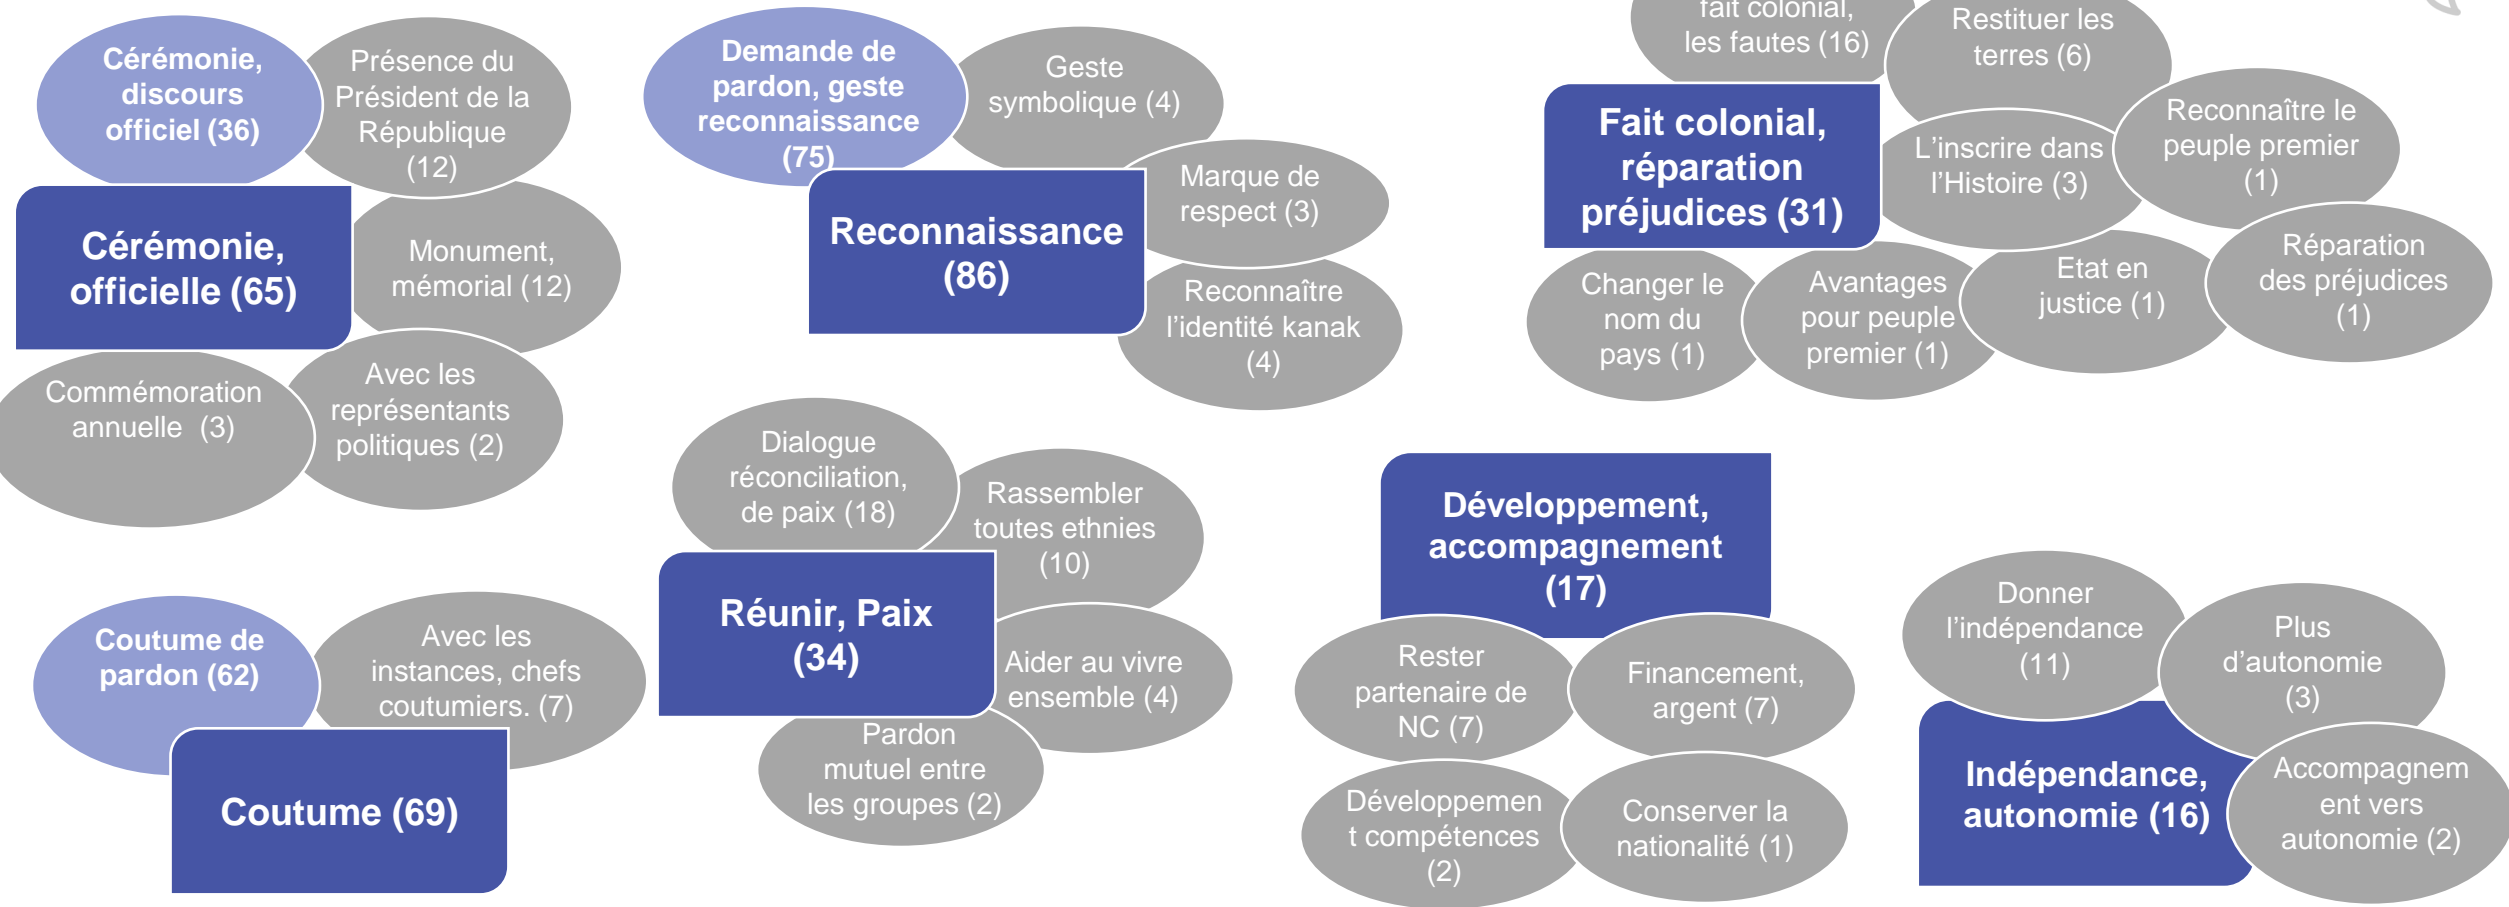 Cérémonie,
discours
officiel (36)
Présence du
Président de la
République
(12)
Cérémonie,
officielle (65)
Monument,
mémorial (12)
Commémoration
annuelle (3)
Avec les
représentants
politiques (2)
Demande de
pardon, geste
reconnaissance
(75)
Geste
symbolique (4)
Reconnaissance
(86)
Marque de
respect (3)
Reconnaître
l'identité kanak
(4)
fait colonial,
les fautes (16)
Restituer les
terres (6)
Fait colonial,
réparation
préjudices (31)
L'inscrire dans
l'Histoire (3)
Reconnaître le
peuple premier
(1)
Changer le
nom du
pays (1)
Avantages
pour peuple
premier (1)
Etat en
justice (1)
Réparation
des préjudices
(1)
Coutume de
pardon (62)
Avec les
instances, chefs
coutumiers. (7)
Coutume (69)
Dialogue
réconciliation,
de paix (18)
Rassembler
toutes ethnies
(10)
Réunir, Paix
(34)
Aider au vivre
ensemble (4)
Pardon
mutuel entre
les groupes (2)
Développement,
accompagnement
(17)
Rester
partenaire de
NC (7)
Financement,
argent (7)
Développemen
t compétences
(2)
Conserver la
nationalité (1)
Donner
l'indépendance
(11)
Plus
d'autonomie
(3)
Indépendance,
autonomie (16)
Accompagnem
ent vers
autonomie (2)